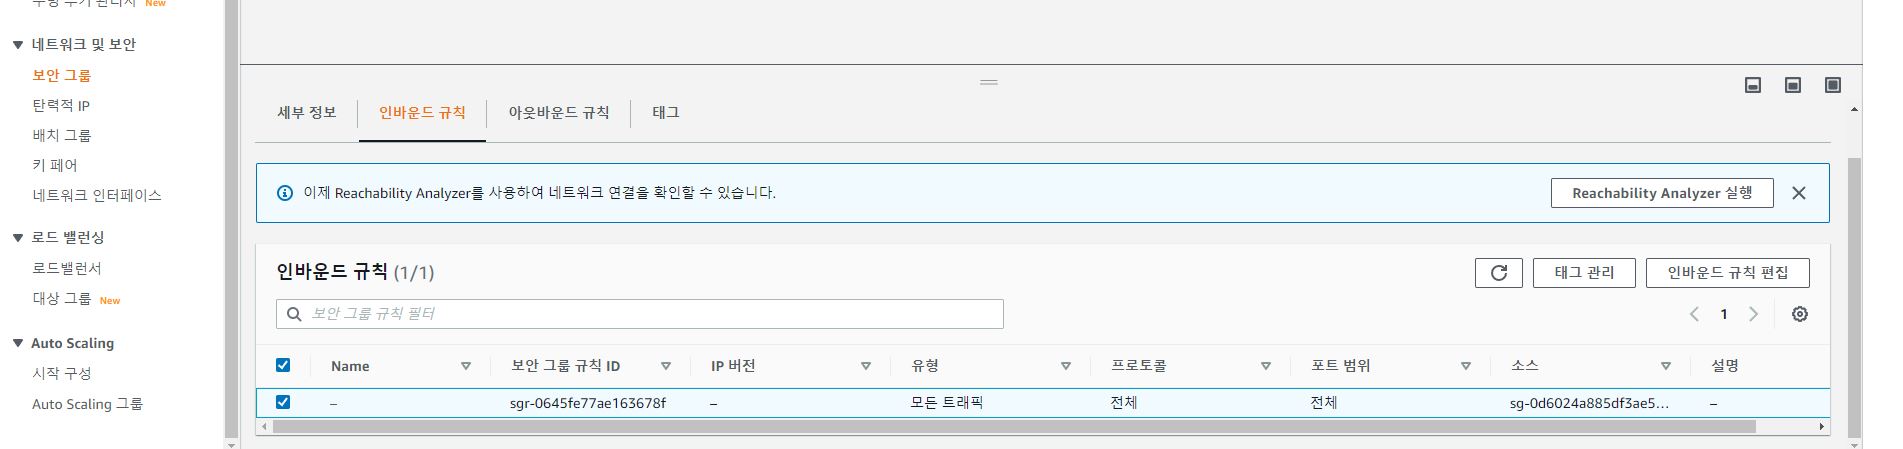 New
네트워크 및 보안
보안 그룹
탄력적 IP
배치 그룹
키 페어
네트워크 인터페이스
로드 밸런싱
로드밸런서
대상 그룹 New
Auto Scaling
시작 구성
Auto Scaling 그룹
세부 정보 인바운드 규칙 아웃바운드 규칙 태그
이제 Reachability Analyzer를 사용하여 네트워크 연결을 확인할 수 있습니다. Reachability Analyzer 실행
인바운드 규칙 (1/1) 태그 관리 인바운드 규칙 편집
보안 그룹 규칙 필터 1
Name 보안 그룹 규칙 ID IP 버전 유형 프로토콜 포트 범위 소스 설명
– sgr-0645fe77ae163678f – 모든 트래픽 전체 전체 sg-0d6024a885df3ae5... –